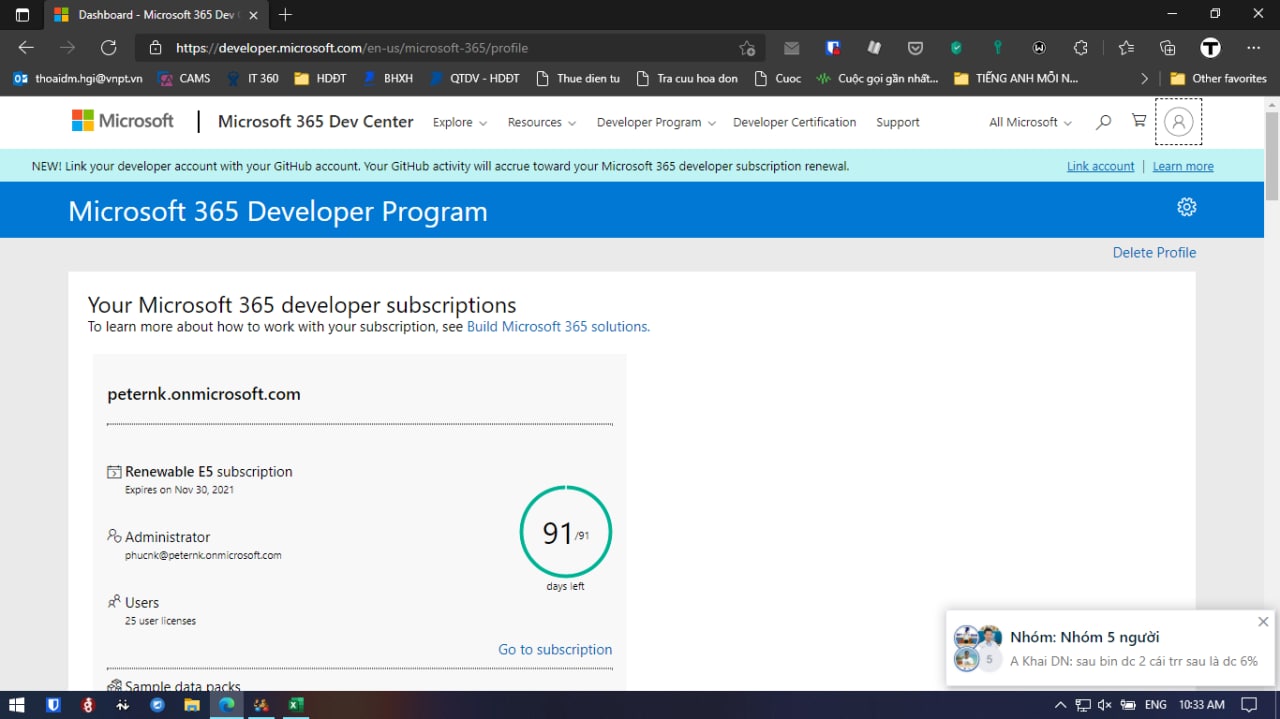 Dashboard - Microsoft 365 Dev C
https://developer.microsoft.com/en-us/microsoft-365/profile
thoaidm.hgi@vnpt.vn CAMS IT 360 HDĐT BHXH QTDV - HDĐT Thue dien tu Tra cuu hoa don Cuoc Cuộc gọi gần nhất... TIẾNG ANH MỖI N... Other favorites
Microsoft Microsoft 365 Dev Center Explore Resources Developer Program Developer Certification Support All Microsoft
NEW! Link your developer account with your GitHub account. Your GitHub activity will accrue toward your Microsoft 365 developer subscription renewal. Link account | Learn more
Microsoft 365 Developer Program
Delete Profile
Your Microsoft 365 developer subscriptions
To learn more about how to work with your subscription, see Build Microsoft 365 solutions.
peternk.onmicrosoft.com
Renewable E5 subscription
Expires on Nov 30, 2021
Administrator
phucnk@peternk.onmicrosoft.com
91/91
days left
Users
25 user licenses
Go to subscription
Sample data packs
Nhóm: Nhóm 5 người
5 A Khai DN: sau bin dc 2 cái trr sau là dc 6%
ENG 10:33 AM